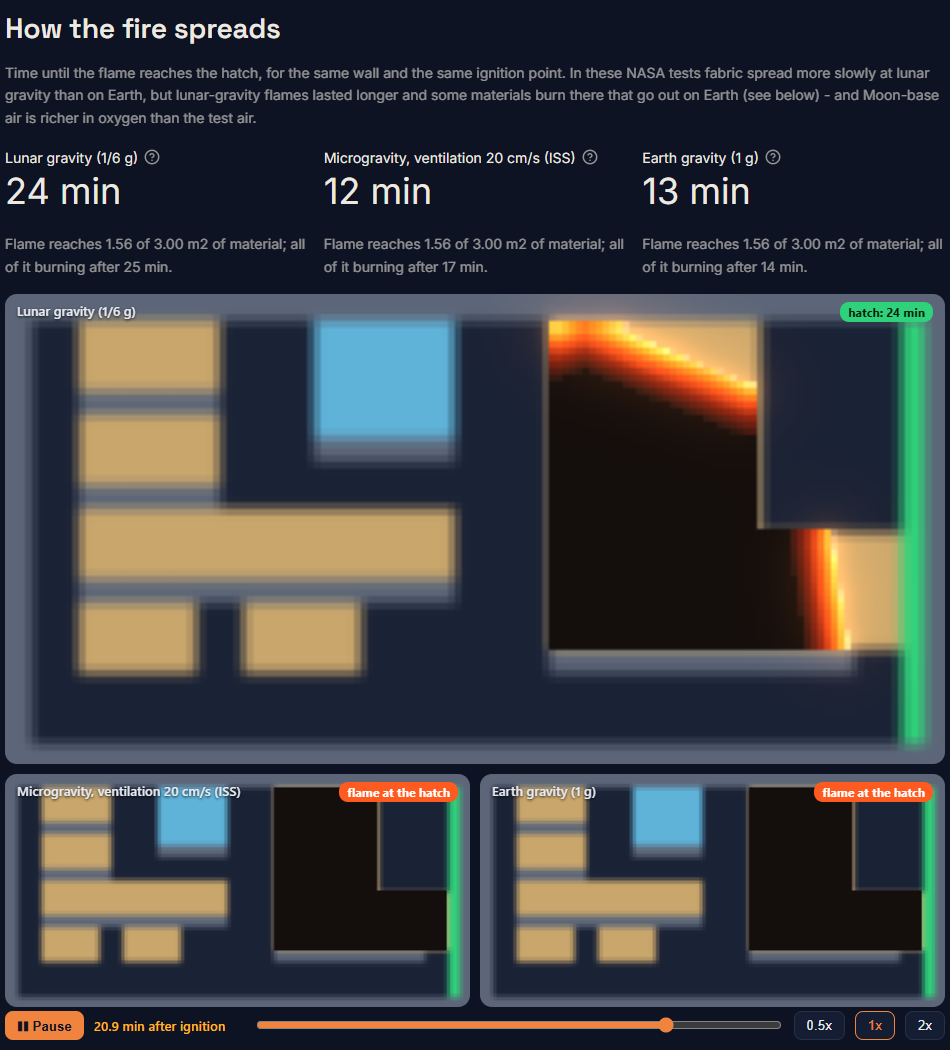 How the fire spreads
Time until the flame reaches the hatch, for the same wall and the same ignition point. In these NASA tests fabric spread more slowly at lunar
gravity than on Earth, but lunar-gravity flames lasted longer and some materials burn there that go out on Earth (see below) - and Moon-base
air is richer in oxygen than the test air.
Lunar gravity (1/6 g) ?
24 min
Flame reaches 1.56 of 3.00 m2 of material; all
of it burning after 25 min.
Microgravity, ventilation 20 cm/s (ISS) ?
12 min
Flame reaches 1.56 of 3.00 m2 of material; all
of it burning after 17 min.
Earth gravity (1 g) ?
13 min
Flame reaches 1.56 of 3.00 m2 of material; all
of it burning after 14 min.
Lunar gravity (1/6 g)
hatch: 24 min
Microgravity, ventilation 20 cm/s (ISS)
flame at the hatch
Earth gravity (1 g)
flame at the hatch
Pause
20.9 min after ignition
0.5x
1x
2x